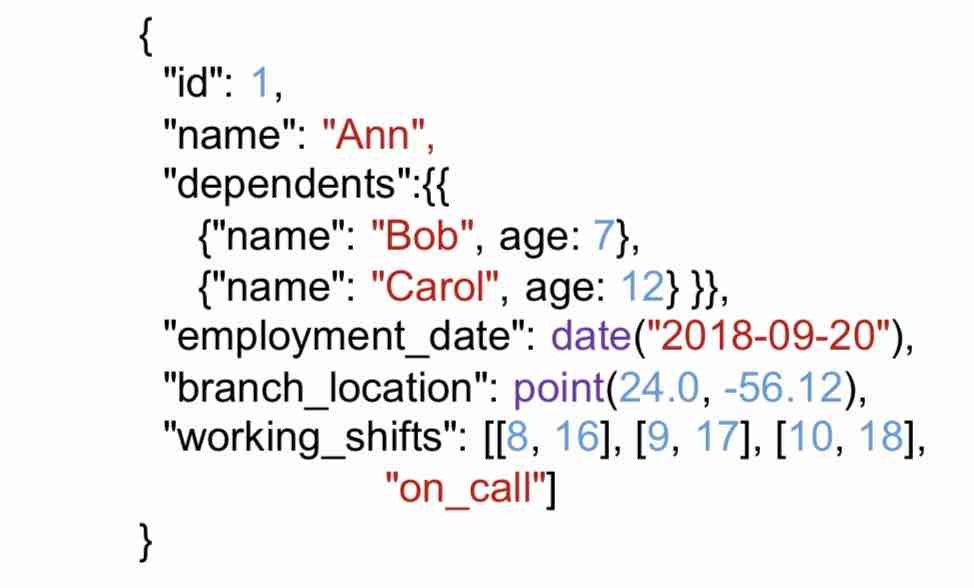 {
"id": 1,
"name": "Ann",
"dependents":{{
{"name": "Bob", age: 7},
{"name": "Carol", age: 12} }},
"employment_date": date("2018-09-20"),
"branch_location": point(24.0, -56.12),
"working_shifts": [[8, 16], [9, 17], [10, 18],
"on_call"]
}